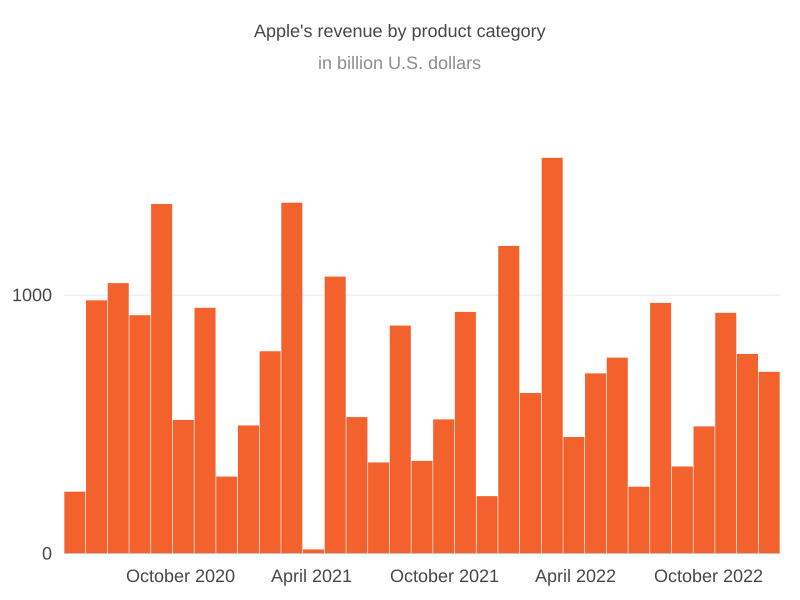 Apple's revenue by product category
in billion U.S. dollars
1000
0
October 2020 April 2021 October 2021 April 2022 October 2022